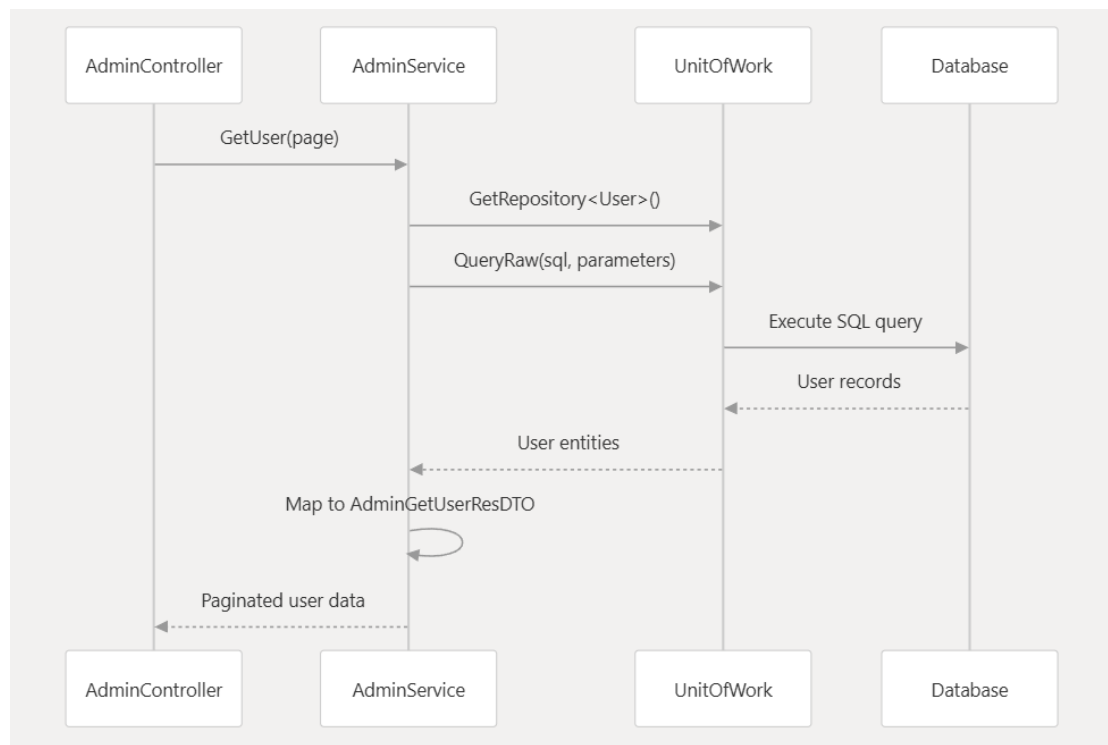 AdminController
AdminService
UnitOfWork
Database
GetUser(page)
GetRepository<User>()
QueryRaw(sql, parameters)
Execute SQL query
User records
User entities
Map to AdminGetUserResDTO
Paginated user data
AdminController
AdminService
UnitOfWork
Database